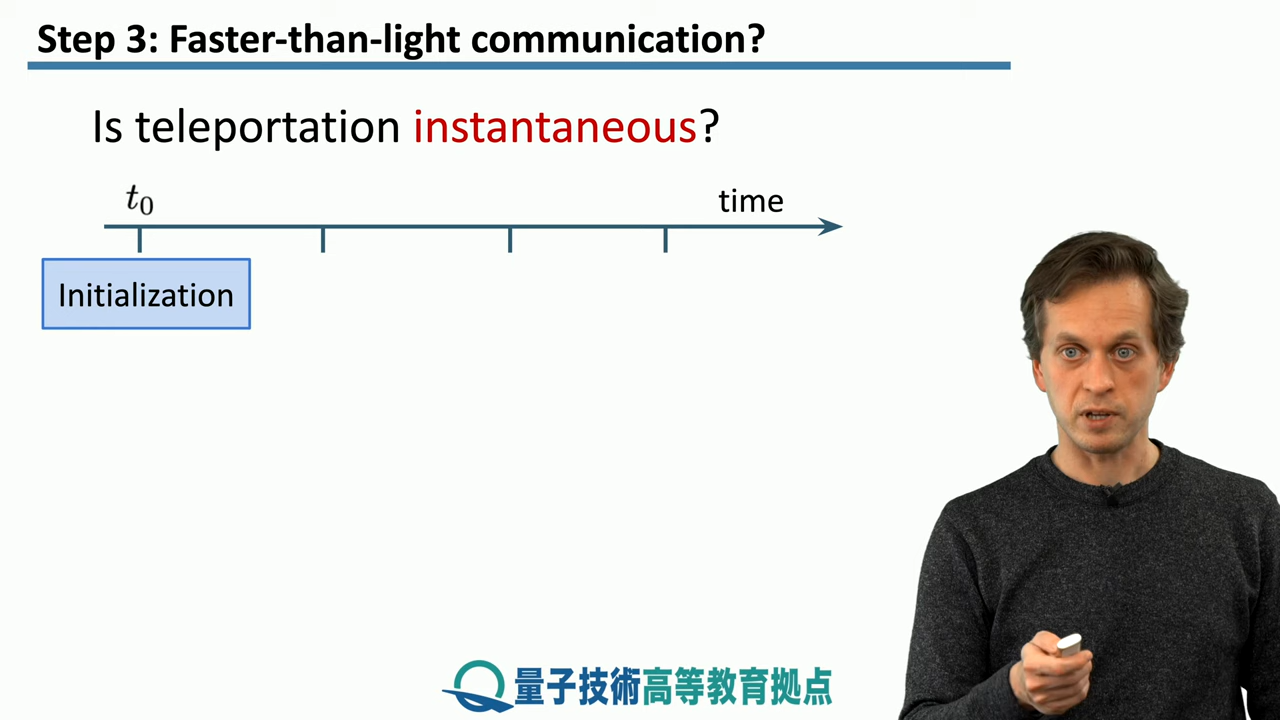 Step 3: Faster-than-light communication?
Is teleportation instantaneous?
t₀
time
Initialization
量子技術高等教育拠点